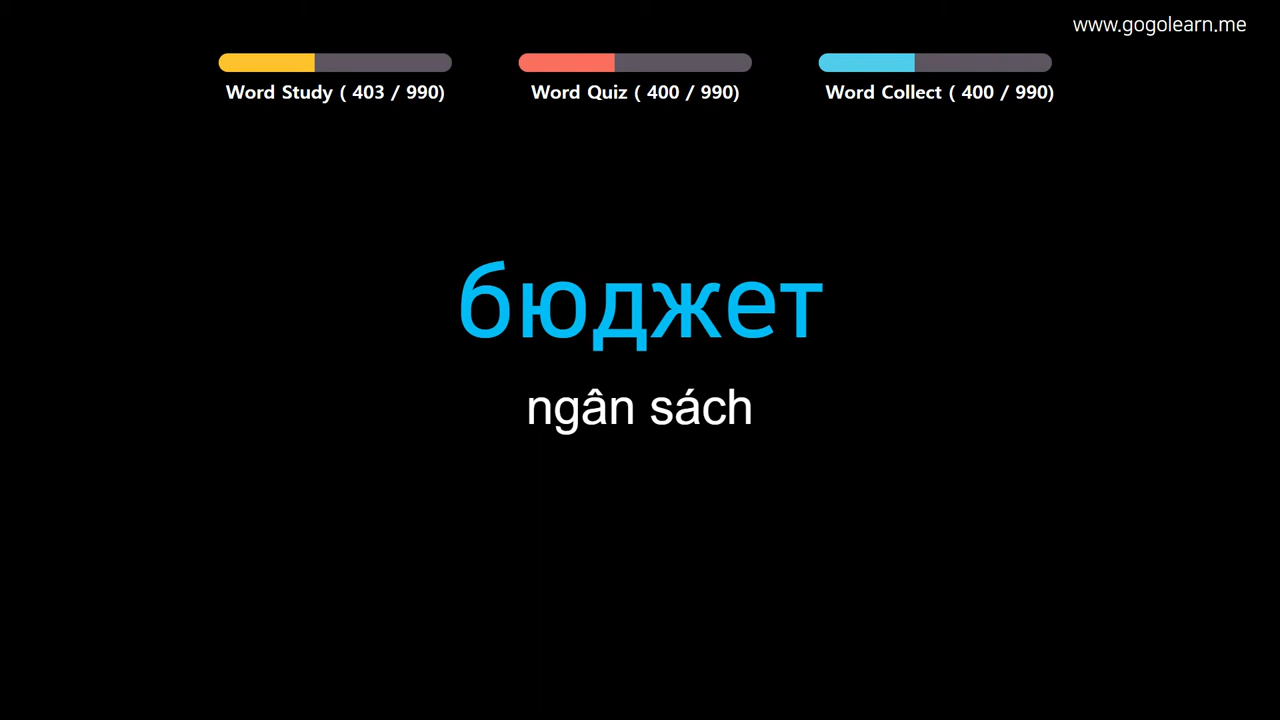 www.gogolearn.me
Word Study ( 403 / 990)
Word Quiz ( 400 / 990)
Word Collect ( 400 / 990)
бюджет
ngân sách